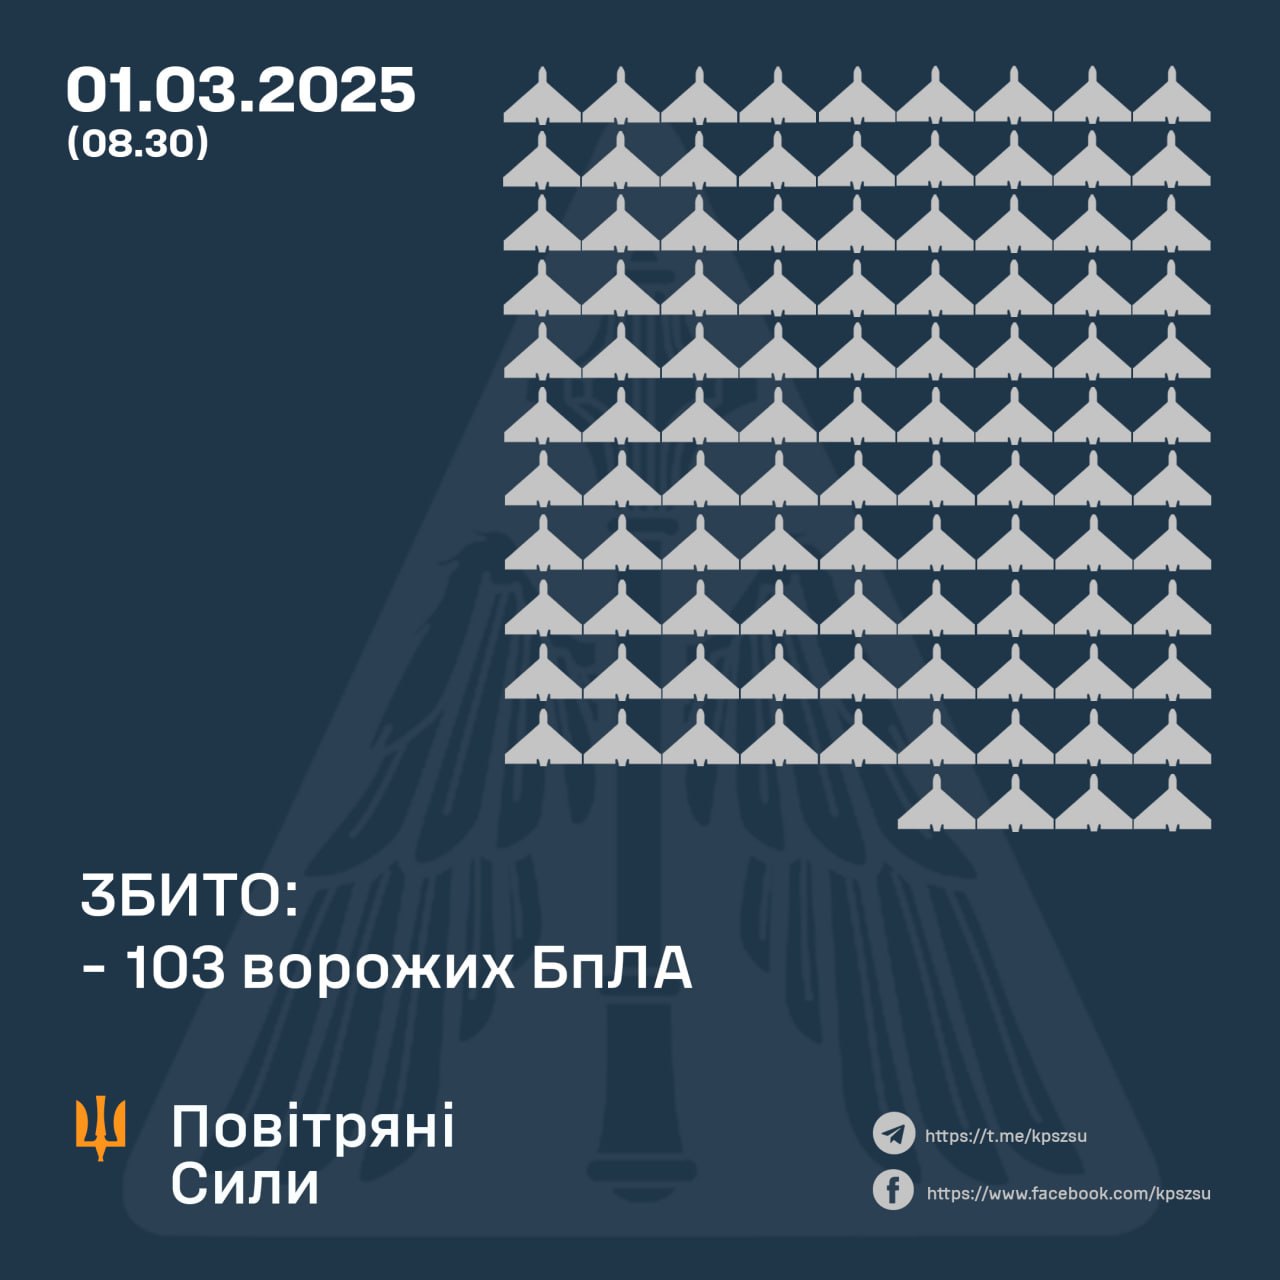 01.03.2025
(08.30)
ЗБИТО:
- 103 ворожих БпЛА
Повітряні
Сили
https://t.me/kpszsu
https://www.facebook.com/kpszsu